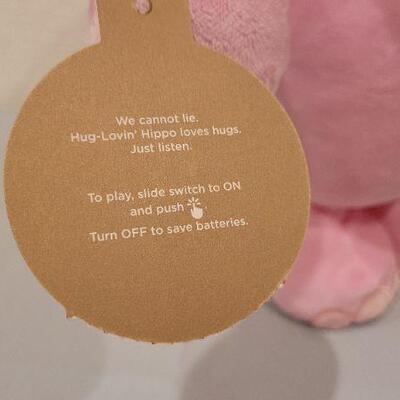 We cannot lie.
Hug-Lovin' Hippo loves hugs.
Just listen.
To play, slide switch to ON
and push .
Turn OFF to save batteries.